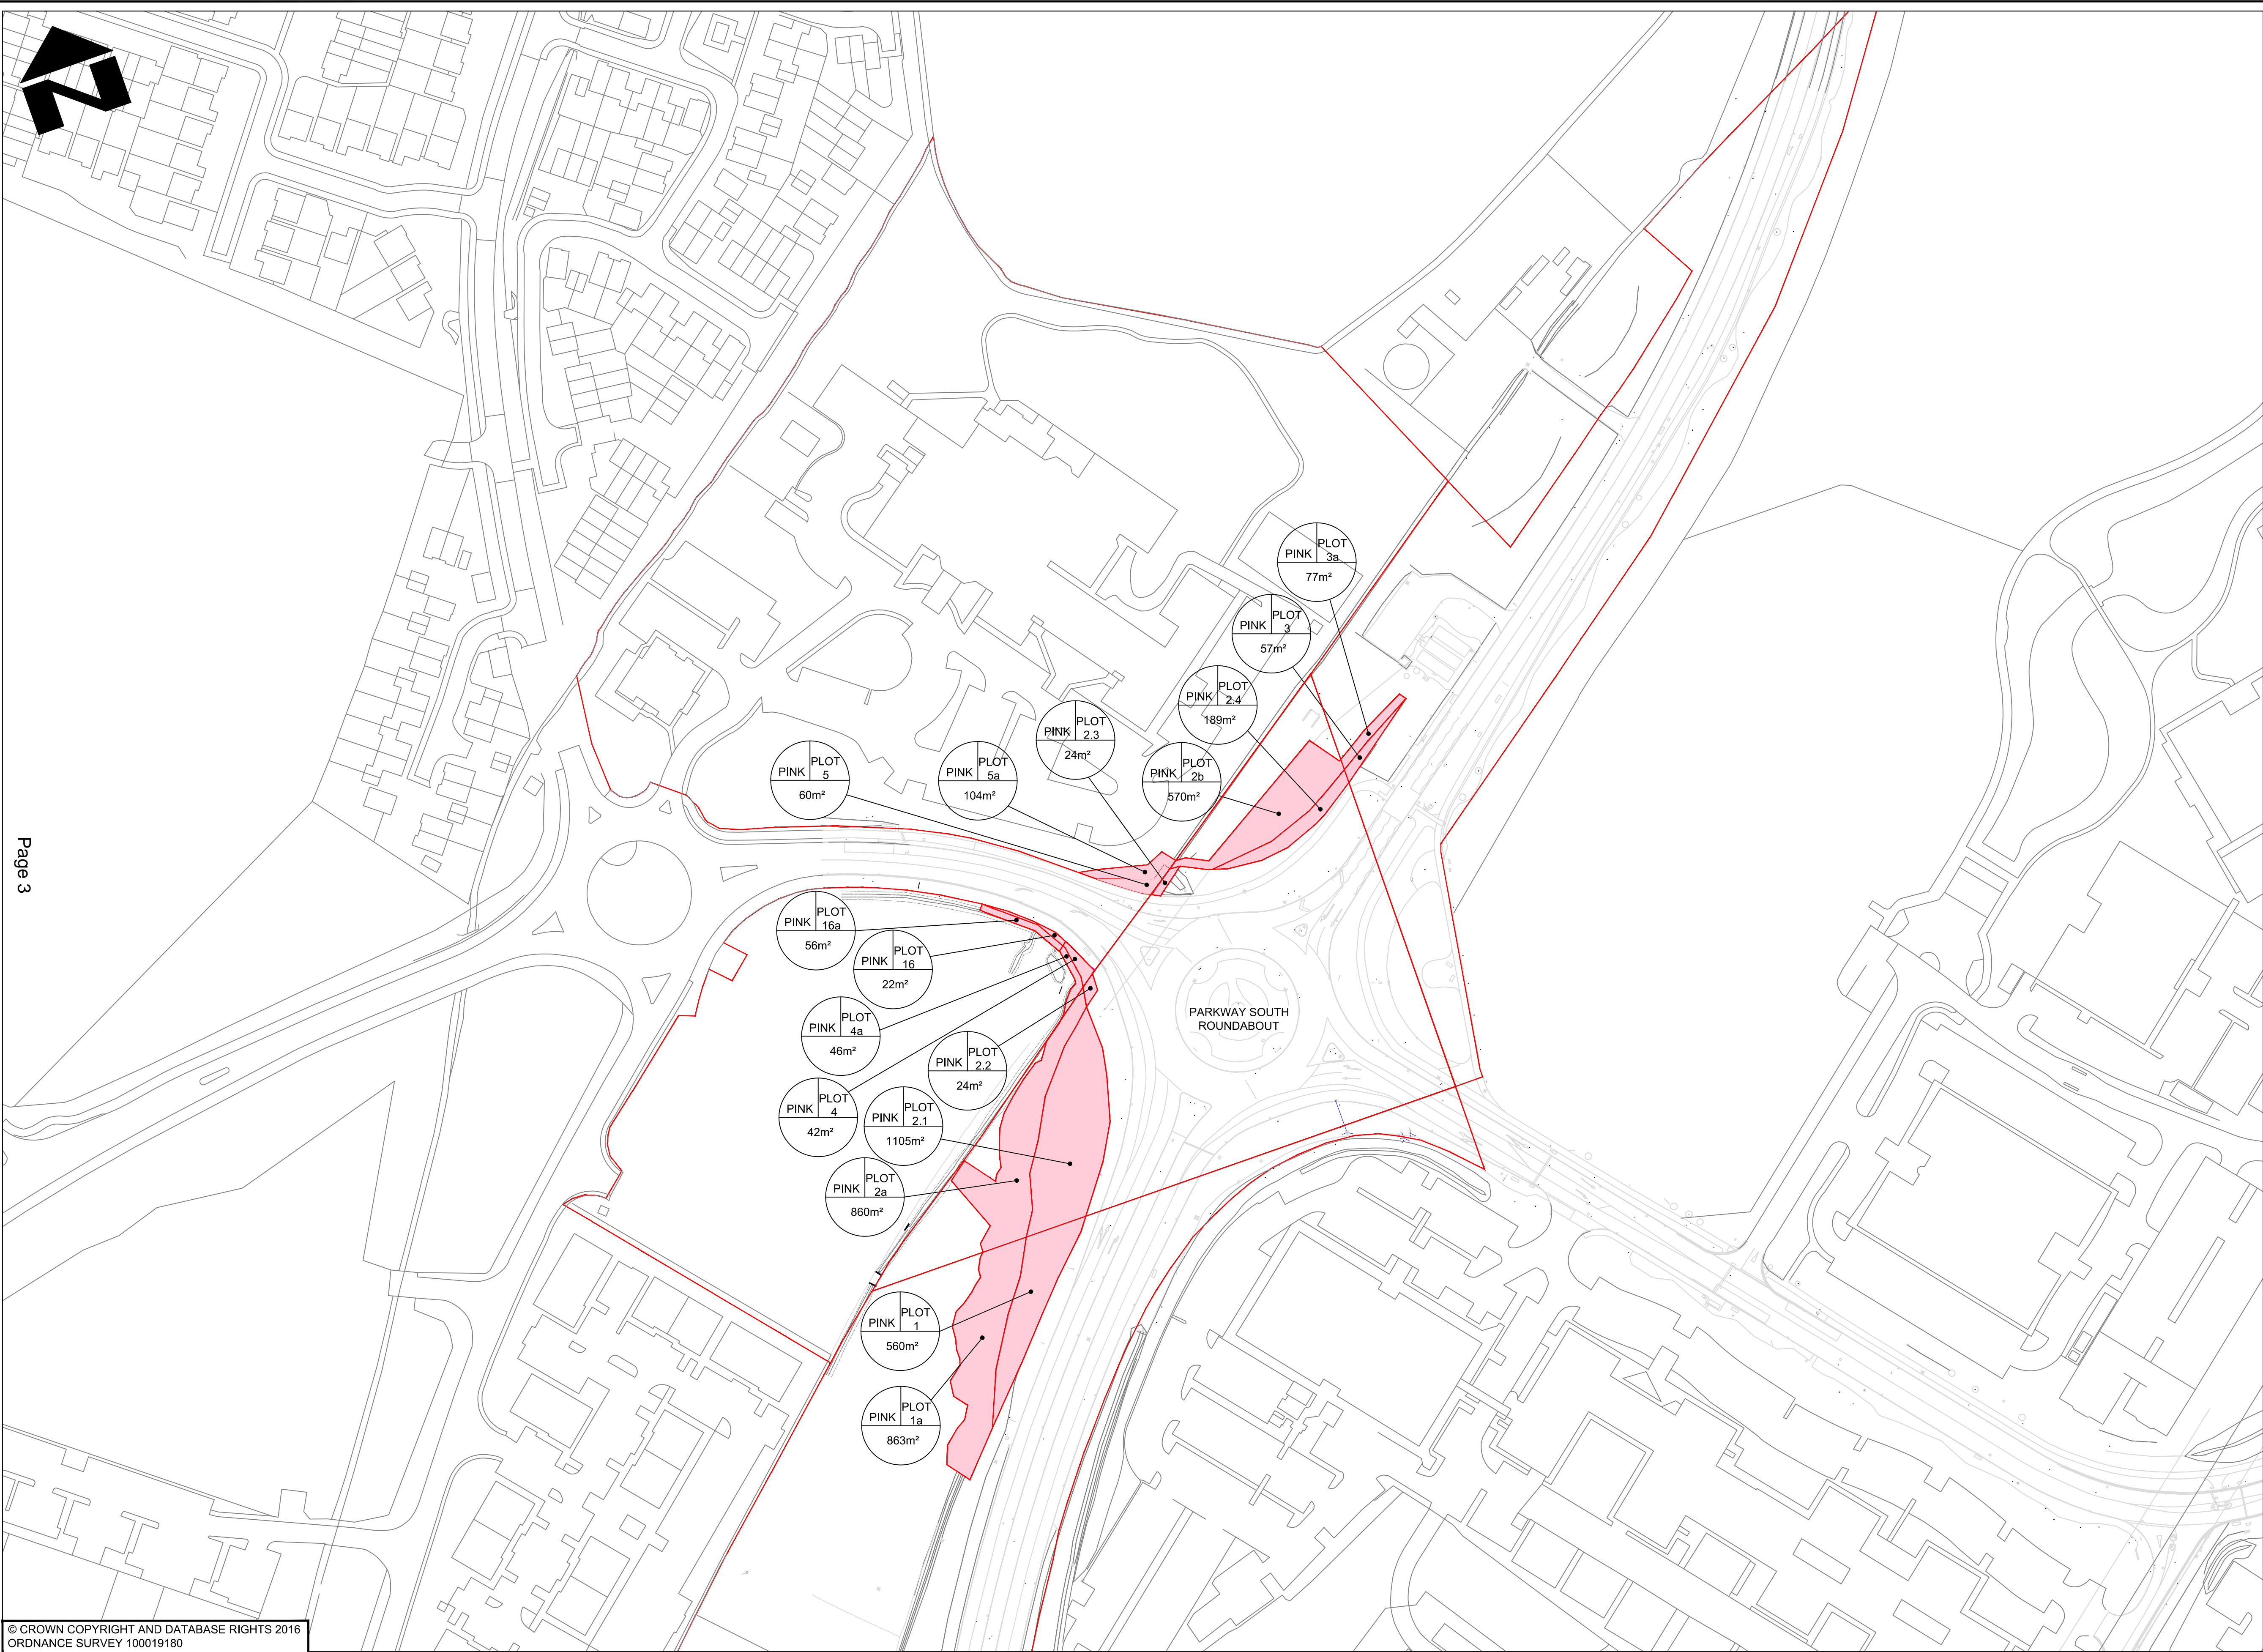 PINK
PLOT
3a
77m²
PINK
PLOT
3
57m²
PINK
PLOT
2.4
189m²
PINK
PLOT
2.3
24m²
PINK
PLOT
5
60m²
PINK
PLOT
5a
104m²
PINK
PLOT
2b
570m²
PINK
PLOT
16a
56m²
PINK
PLOT
16
22m²
PINK
PLOT
4a
46m²
PINK
PLOT
2.2
24m²
PINK
PLOT
4
42m²
PINK
PLOT
2.1
1105m²
PINK
PLOT
2a
860m²
PINK
PLOT
1
560m²
PINK
PLOT
1a
863m²
PARKWAY SOUTH
ROUNDABOUT
N
Page 3
© CROWN COPYRIGHT AND DATABASE RIGHTS 2016
ORDNANCE SURVEY 100019180